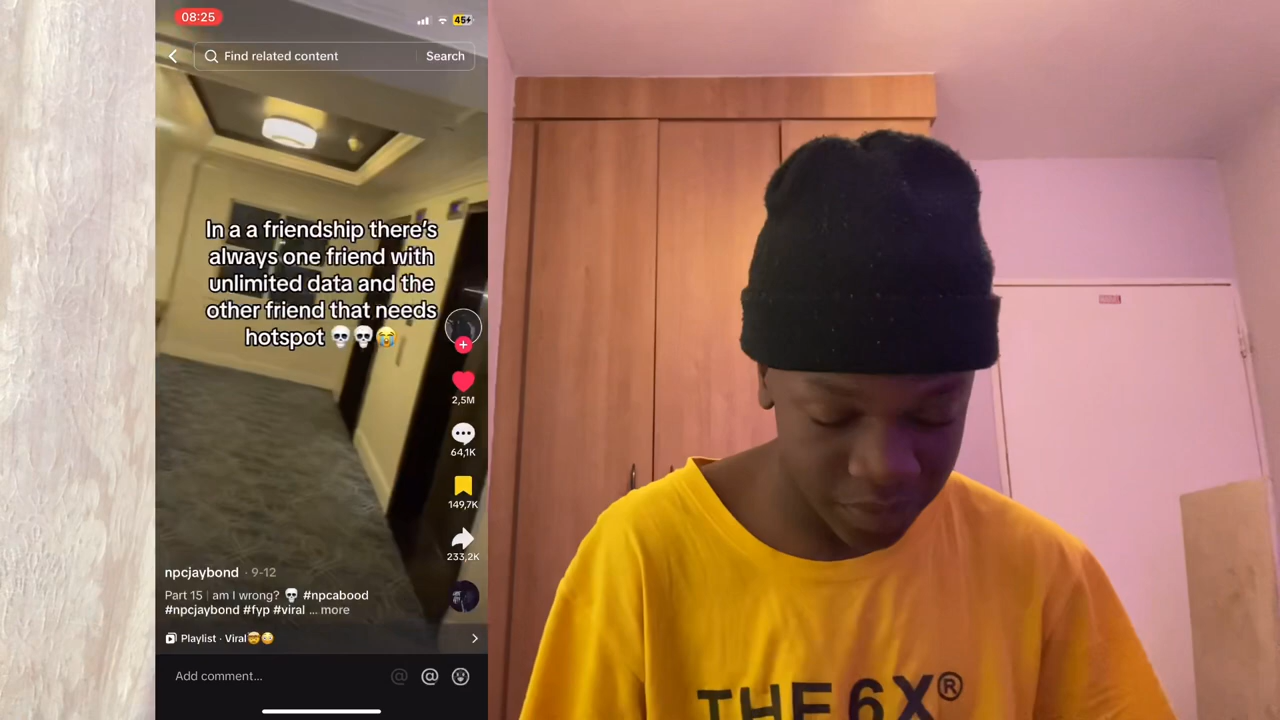 08:25
45
Find related content
Search
In a a friendship there's
always one friend with
unlimited data and the
other friend that needs
hotspot 💀💀😭
2,5M
64,1K
149,7K
233,2K
npcjaybond · 9-12
Part 15 | am I wrong? 💀 #npcabood
#npcjaybond #fyp #viral ... more
Playlist · Viral🤯😳
Add comment...
THE 6X®